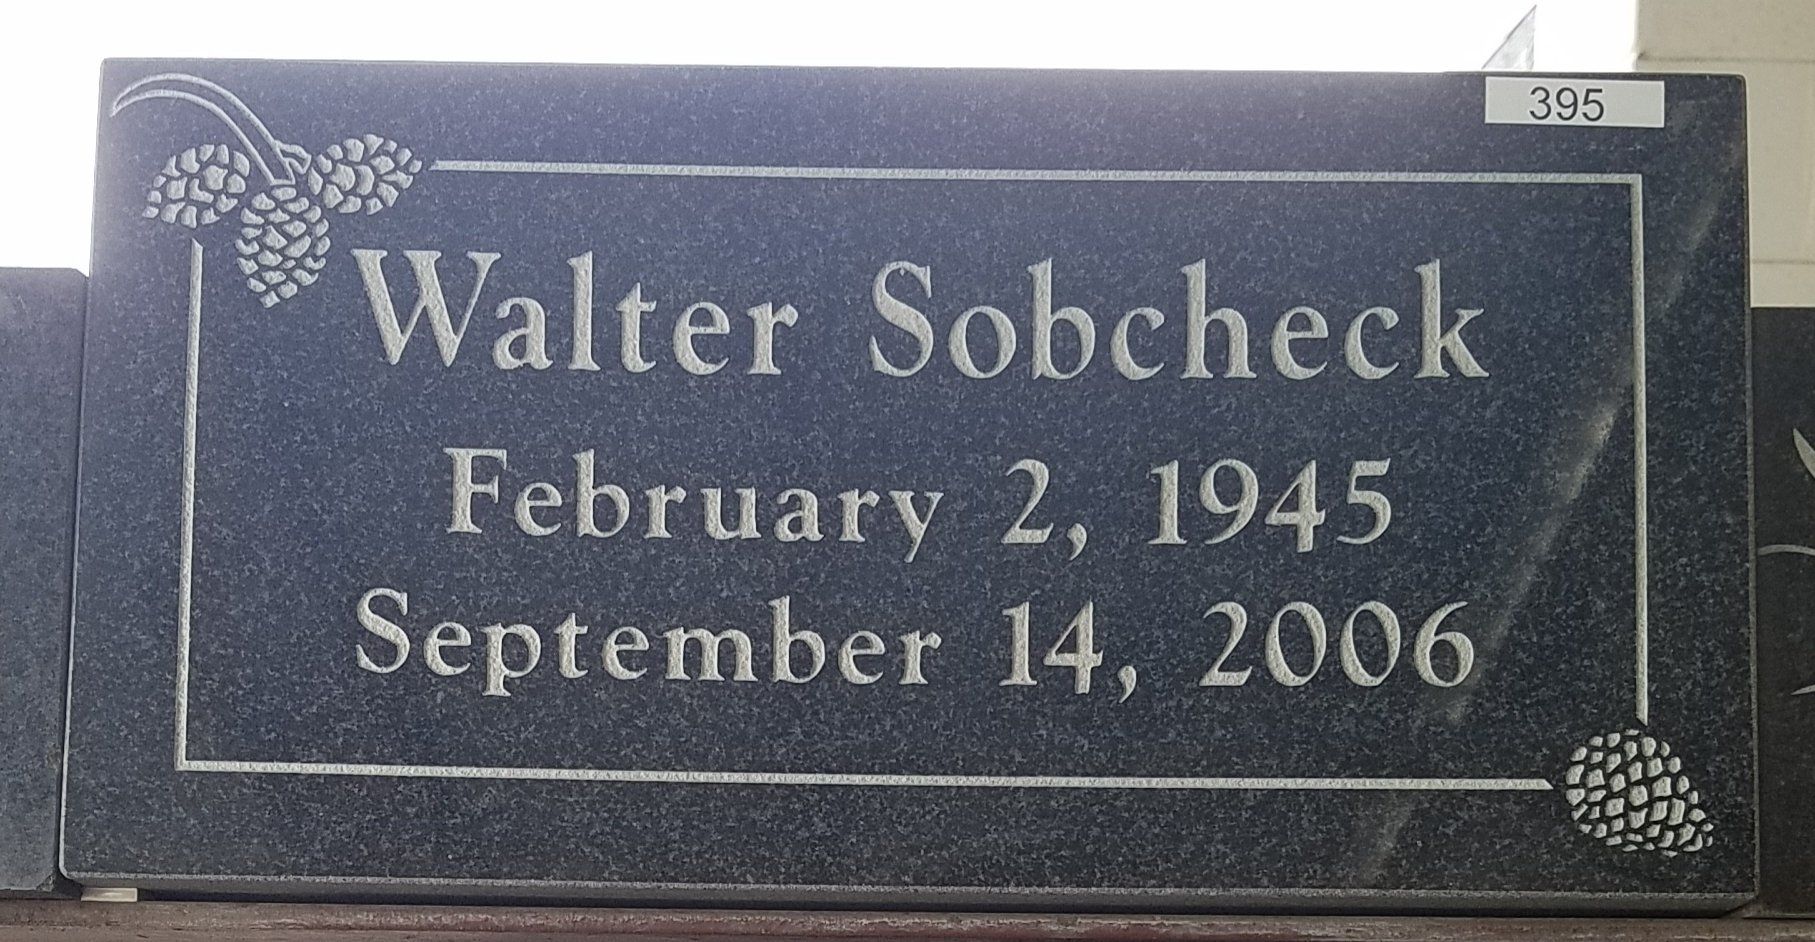 395
Walter Sobcheck
February 2, 1945
September 14, 2006